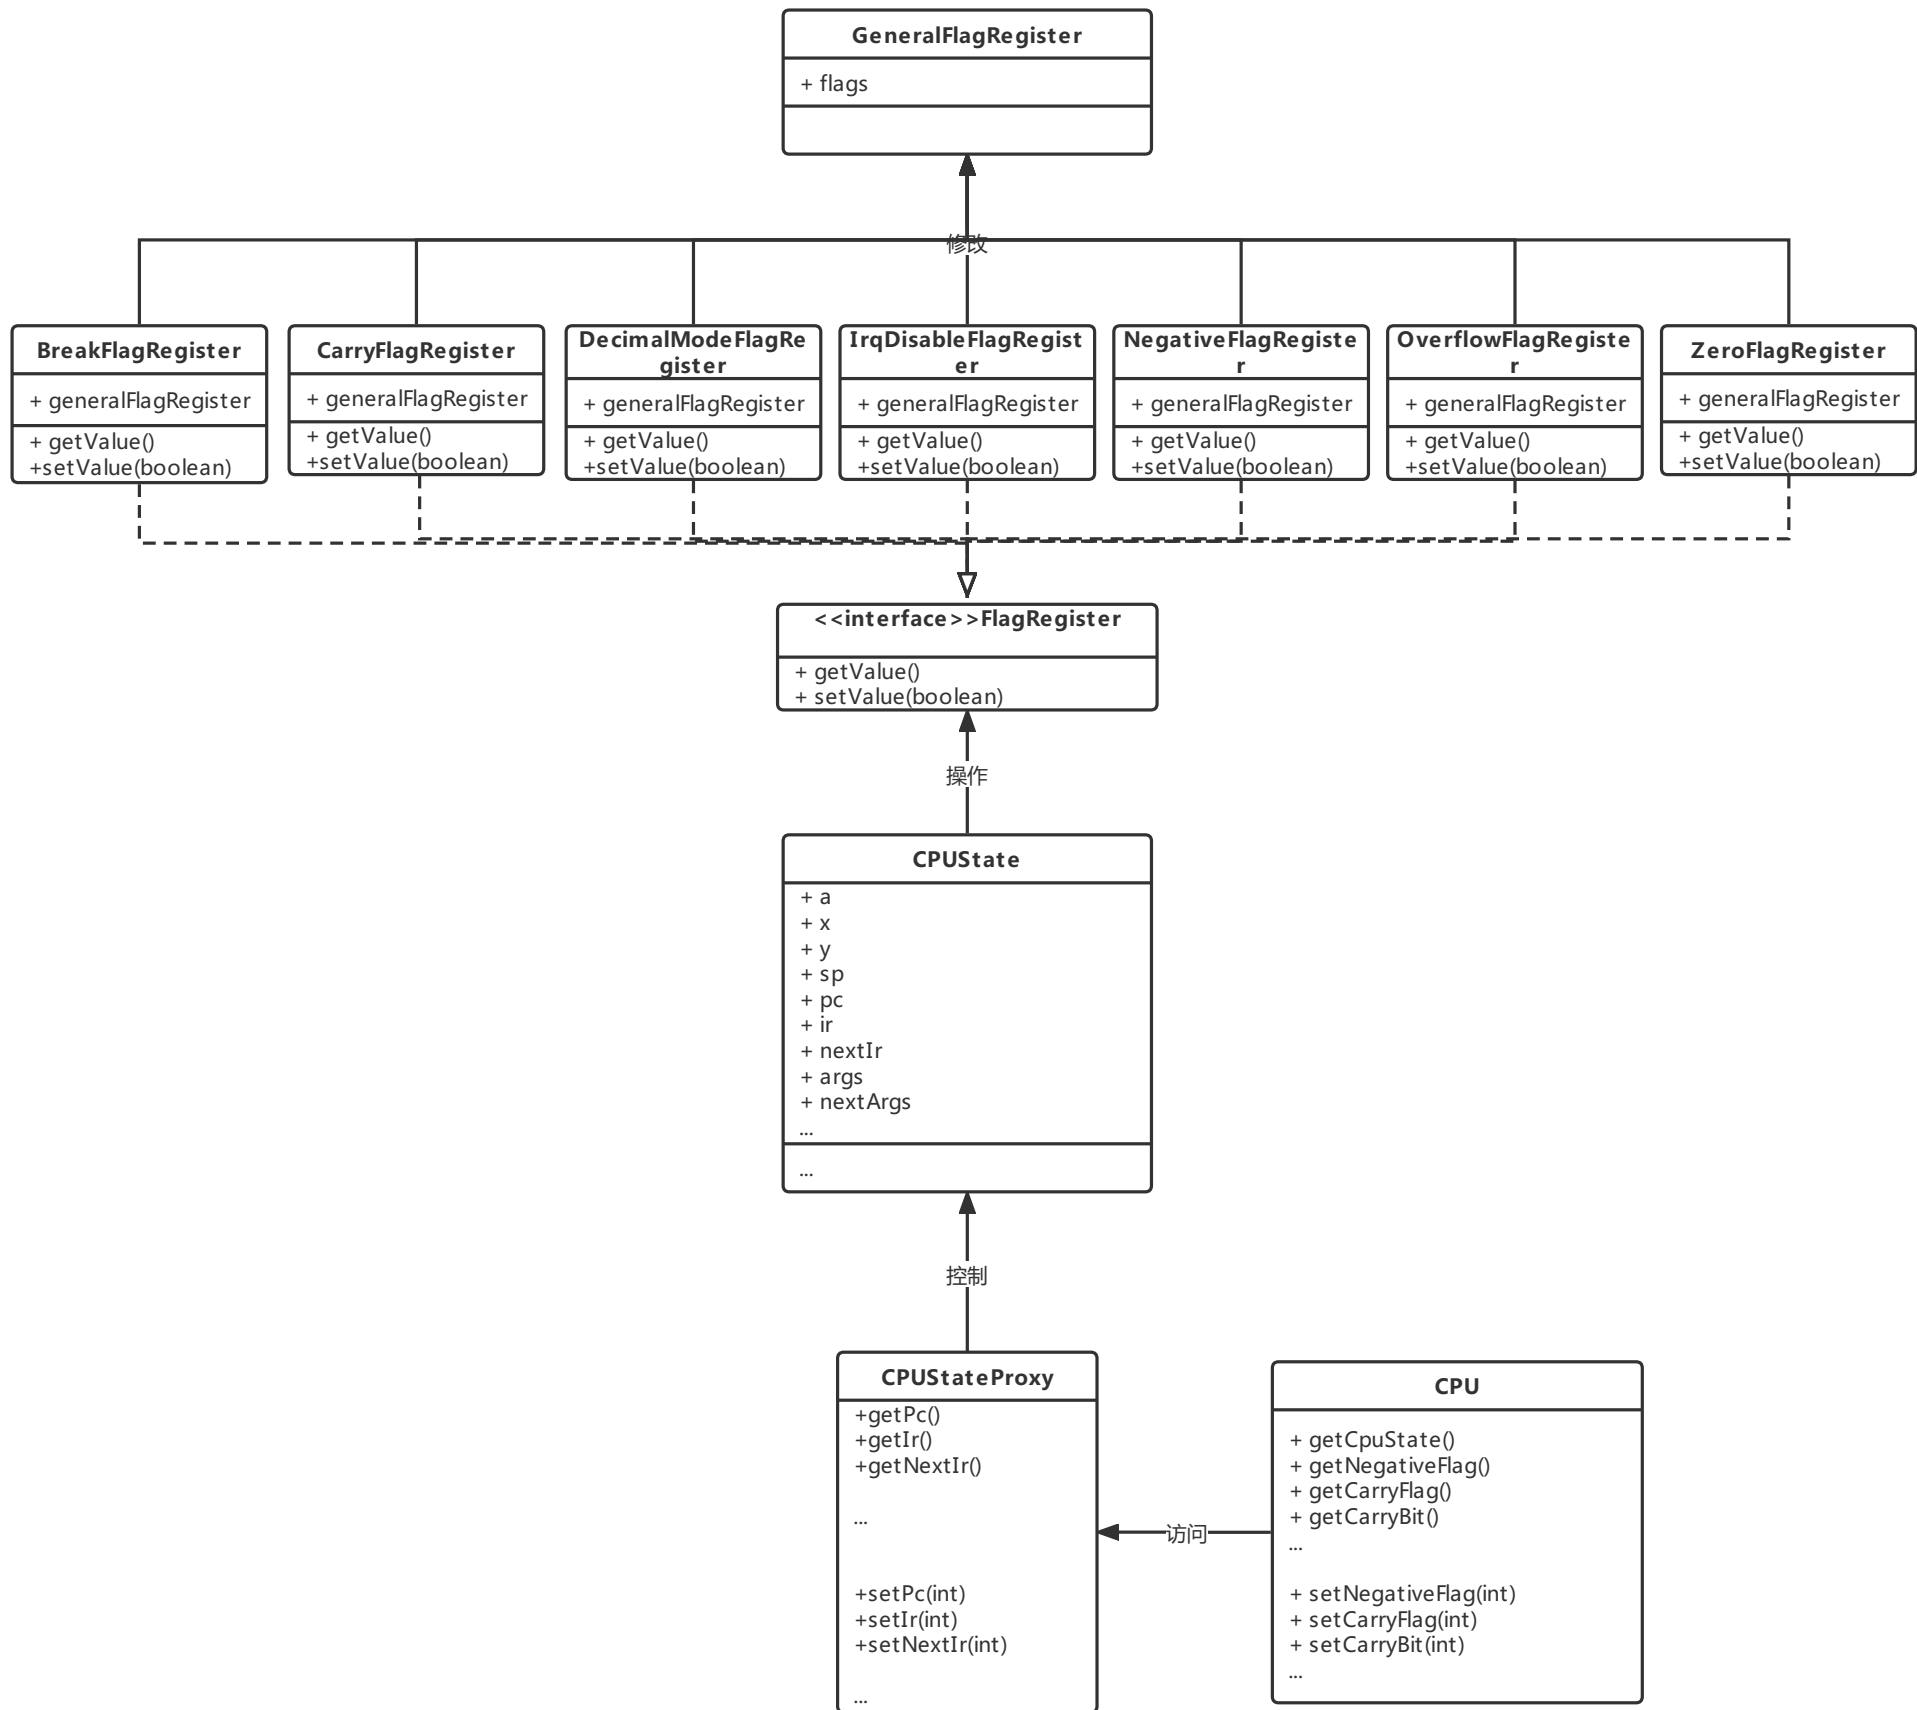 GeneralFlagRegister
+ flags
修改
BreakFlagRegister
+ generalFlagRegister
+ getValue()
+setValue(boolean)
CarryFlagRegister
+ generalFlagRegister
+ getValue()
+setValue(boolean)
DecimalModeFlagRe
gister
+ generalFlagRegister
+ getValue()
+setValue(boolean)
IrqDisableFlagRegist
er
+ generalFlagRegister
+ getValue()
+setValue(boolean)
NegativeFlagRegiste
r
+ generalFlagRegister
+ getValue()
+setValue(boolean)
OverflowFlagRegiste
r
+ generalFlagRegister
+ getValue()
+setValue(boolean)
ZeroFlagRegister
+ generalFlagRegister
+ getValue()
+setValue(boolean)
<<interface>>FlagRegister
+ getValue()
+ setValue(boolean)
操作
CPUState
+ a
+ x
+ y
+ sp
+ pc
+ ir
+ nextIr
+ args
+ nextArgs
...
...
控制
CPUStateProxy
+getPc()
+getIr()
+getNextIr()
...
+setPc(int)
+setIr(int)
+setNextIr(int)
...
访问
CPU
+ getCpuState()
+ getNegativeFlag()
+ getCarryFlag()
+ getCarryBit()
...
+ setNegativeFlag(int)
+ setCarryFlag(int)
+ setCarryBit(int)
...